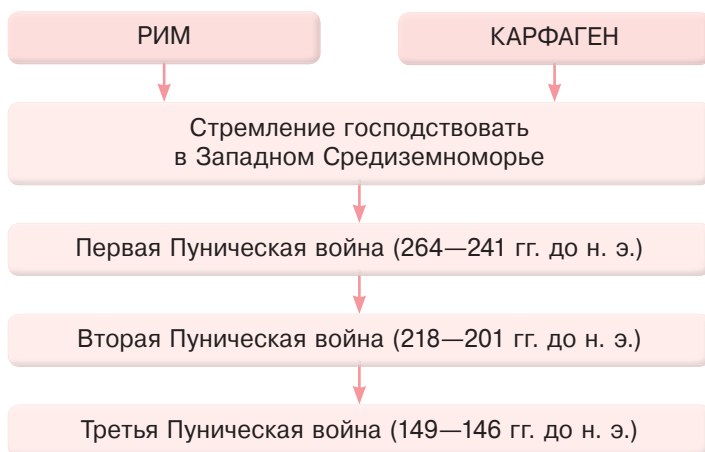 РИМ
КАРФАГЕН
Стремление господствовать
в Западном Средиземноморье
Первая Пуническая война (264—241 гг. до н. э.)
Вторая Пуническая война (218—201 гг. до н. э.)
Третья Пуническая война (149—146 гг. до н. э.)